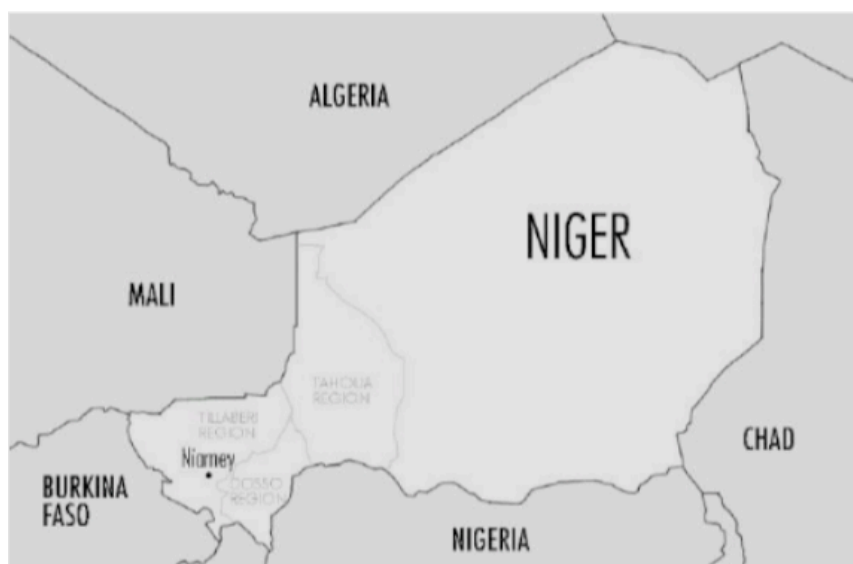 ALGERIA
NIGER
MALI
TAHOUA
REGION
TILLABERI
REGION
CHAD
Niamey
DOSSO
REGION
BURKINA
FASO
NIGERIA